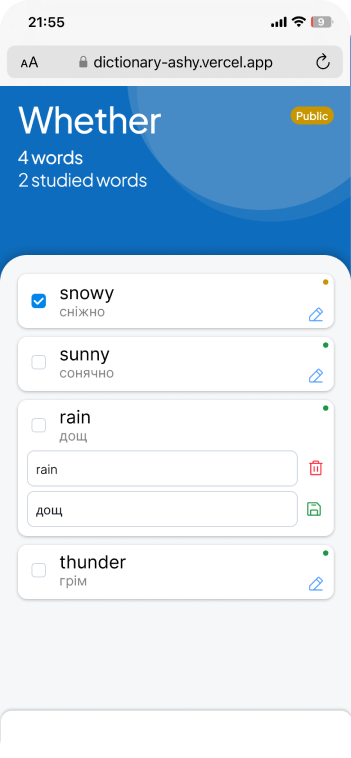 21:55
9
AA dictionary-ashy.vercel.app
Whether
Public
4 words
2 studied words
snowy
сніжно
sunny
сонячно
rain
дощ
rain
дощ
thunder
грім